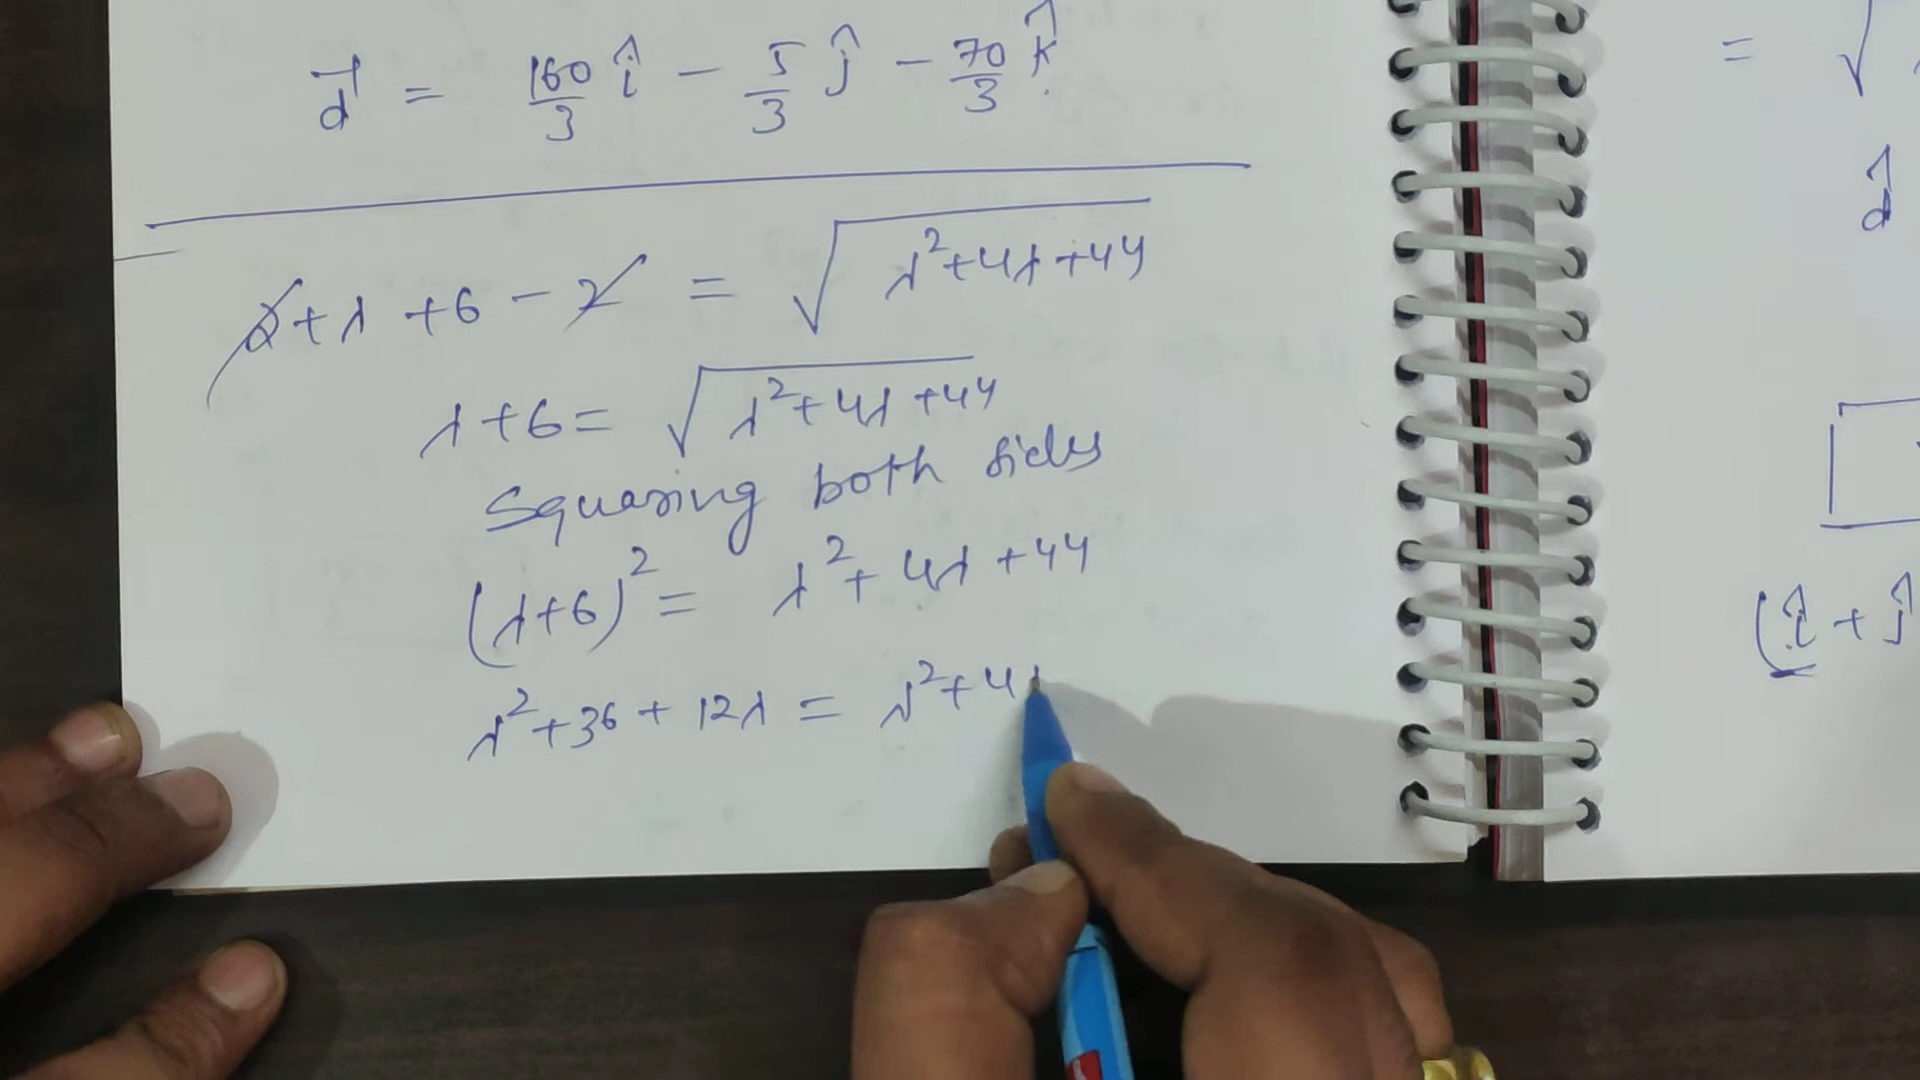 d⃗ = 160/3 î − 5/3 ĵ − 70/3 k̂.
2 + λ + 6 − 2 = √(λ² + 4λ + 44)
λ + 6 = √(λ² + 4λ + 44)
Squaring both sides
(λ + 6)² = λ² + 4λ + 44
λ² + 36 + 12λ = λ² + 4λ
= √
d̂
(î + ĵ